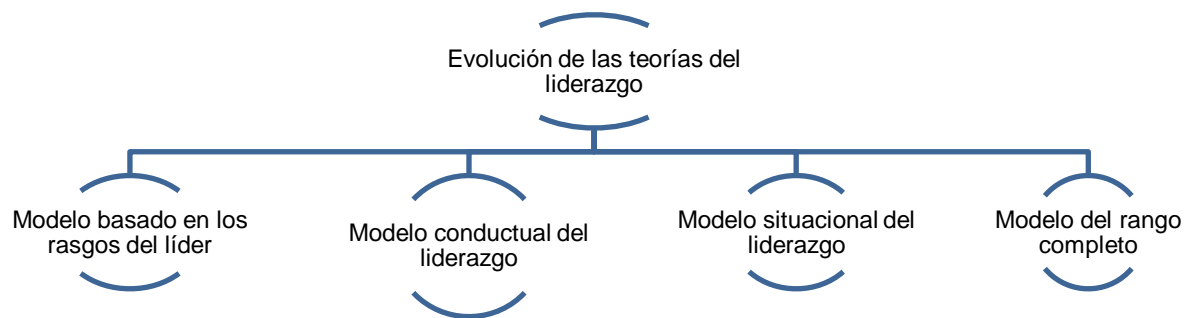 Evolución de las teorías del
liderazgo
Modelo basado en los
rasgos del líder
Modelo conductual del
liderazgo
Modelo situacional del
liderazgo
Modelo del rango
completo